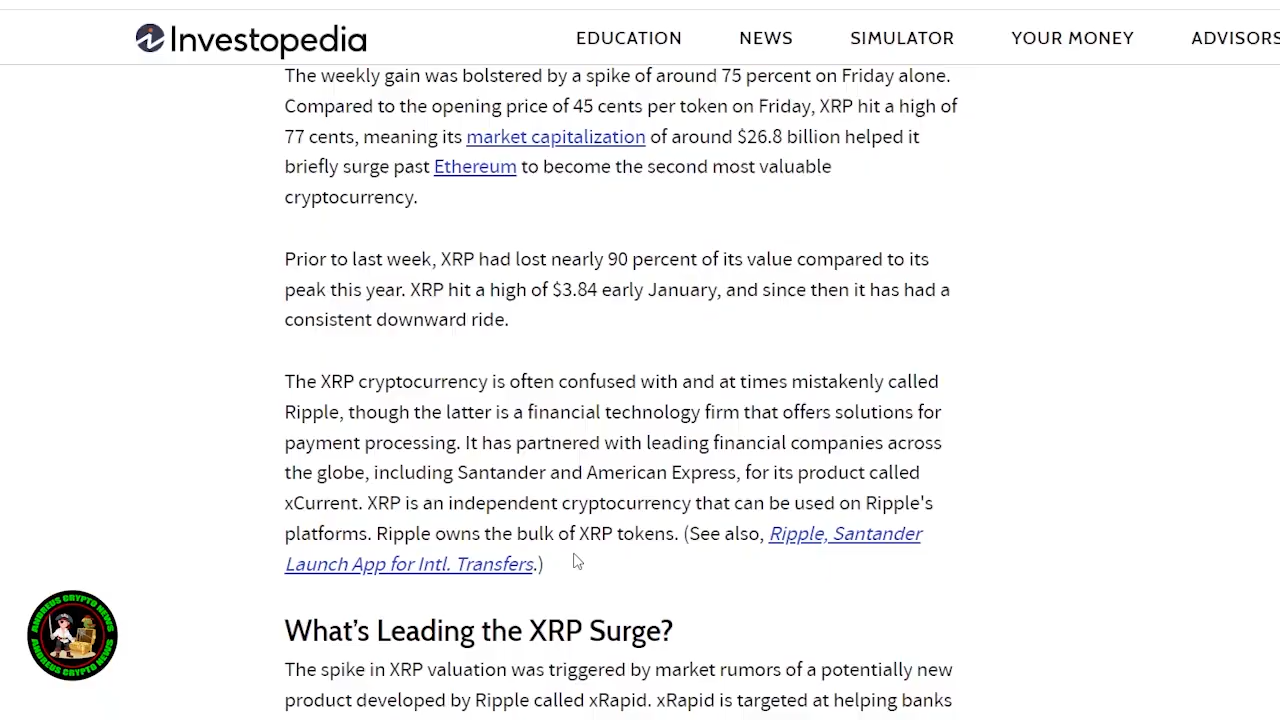 Investopedia
EDUCATION NEWS SIMULATOR YOUR MONEY ADVISORS
The weekly gain was bolstered by a spike of around 75 percent on Friday alone.
Compared to the opening price of 45 cents per token on Friday, XRP hit a high of
77 cents, meaning its market capitalization of around $26.8 billion helped it
briefly surge past Ethereum to become the second most valuable
cryptocurrency.
Prior to last week, XRP had lost nearly 90 percent of its value compared to its
peak this year. XRP hit a high of $3.84 early January, and since then it has had a
consistent downward ride.
The XRP cryptocurrency is often confused with and at times mistakenly called
Ripple, though the latter is a financial technology firm that offers solutions for
payment processing. It has partnered with leading financial companies across
the globe, including Santander and American Express, for its product called
xCurrent. XRP is an independent cryptocurrency that can be used on Ripple's
platforms. Ripple owns the bulk of XRP tokens. (See also, Ripple, Santander
Launch App for Intl. Transfers.)
What's Leading the XRP Surge?
The spike in XRP valuation was triggered by market rumors of a potentially new
product developed by Ripple called xRapid. xRapid is targeted at helping banks
ANDREUS CRYPTO NEWS
ANDREUS CRYPTO NEWS